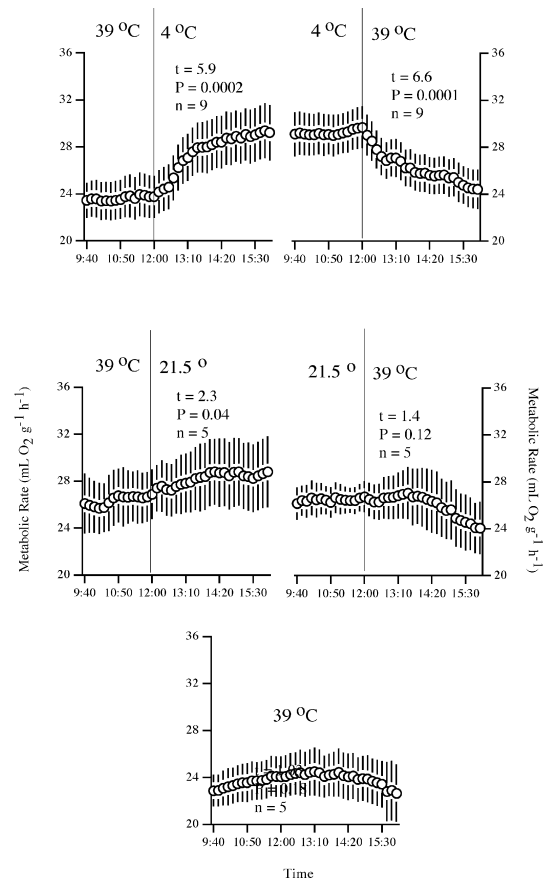 39 °C 4 °C
t = 5.9
P = 0.0002
n = 9
36
32
28
24
20
9:40 10:50 12:00 13:10 14:20 15:30
4 °C 39 °C
t = 6.6
P = 0.0001
n = 9
36
32
28
24
20
9:40 10:50 12:00 13:10 14:20 15:30
Metabolic Rate (mL O2 g-1 h-1)
39 °C 21.5 o
t = 2.3
P = 0.04
n = 5
36
32
28
24
20
9:40 10:50 12:00 13:10 14:20 15:30
21.5 o 39 °C
t = 1.4
P = 0.12
n = 5
36
32
28
24
20
9:40 10:50 12:00 13:10 14:20 15:30
Metabolic Rate (mL O2 g-1 h-1)
36
32
28
24
20
39 °C
n = 5
9:40 10:50 12:00 13:10 14:20 15:30
Time